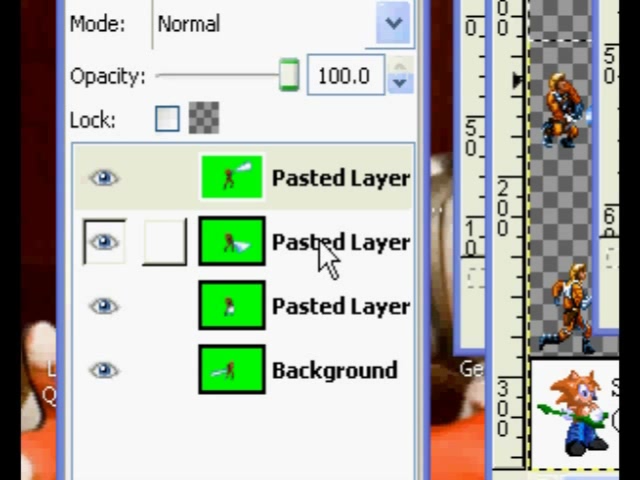 Mode: Normal
Opacity: 100.0
Lock:
Pasted Layer
Pasted Layer
Pasted Layer
Background